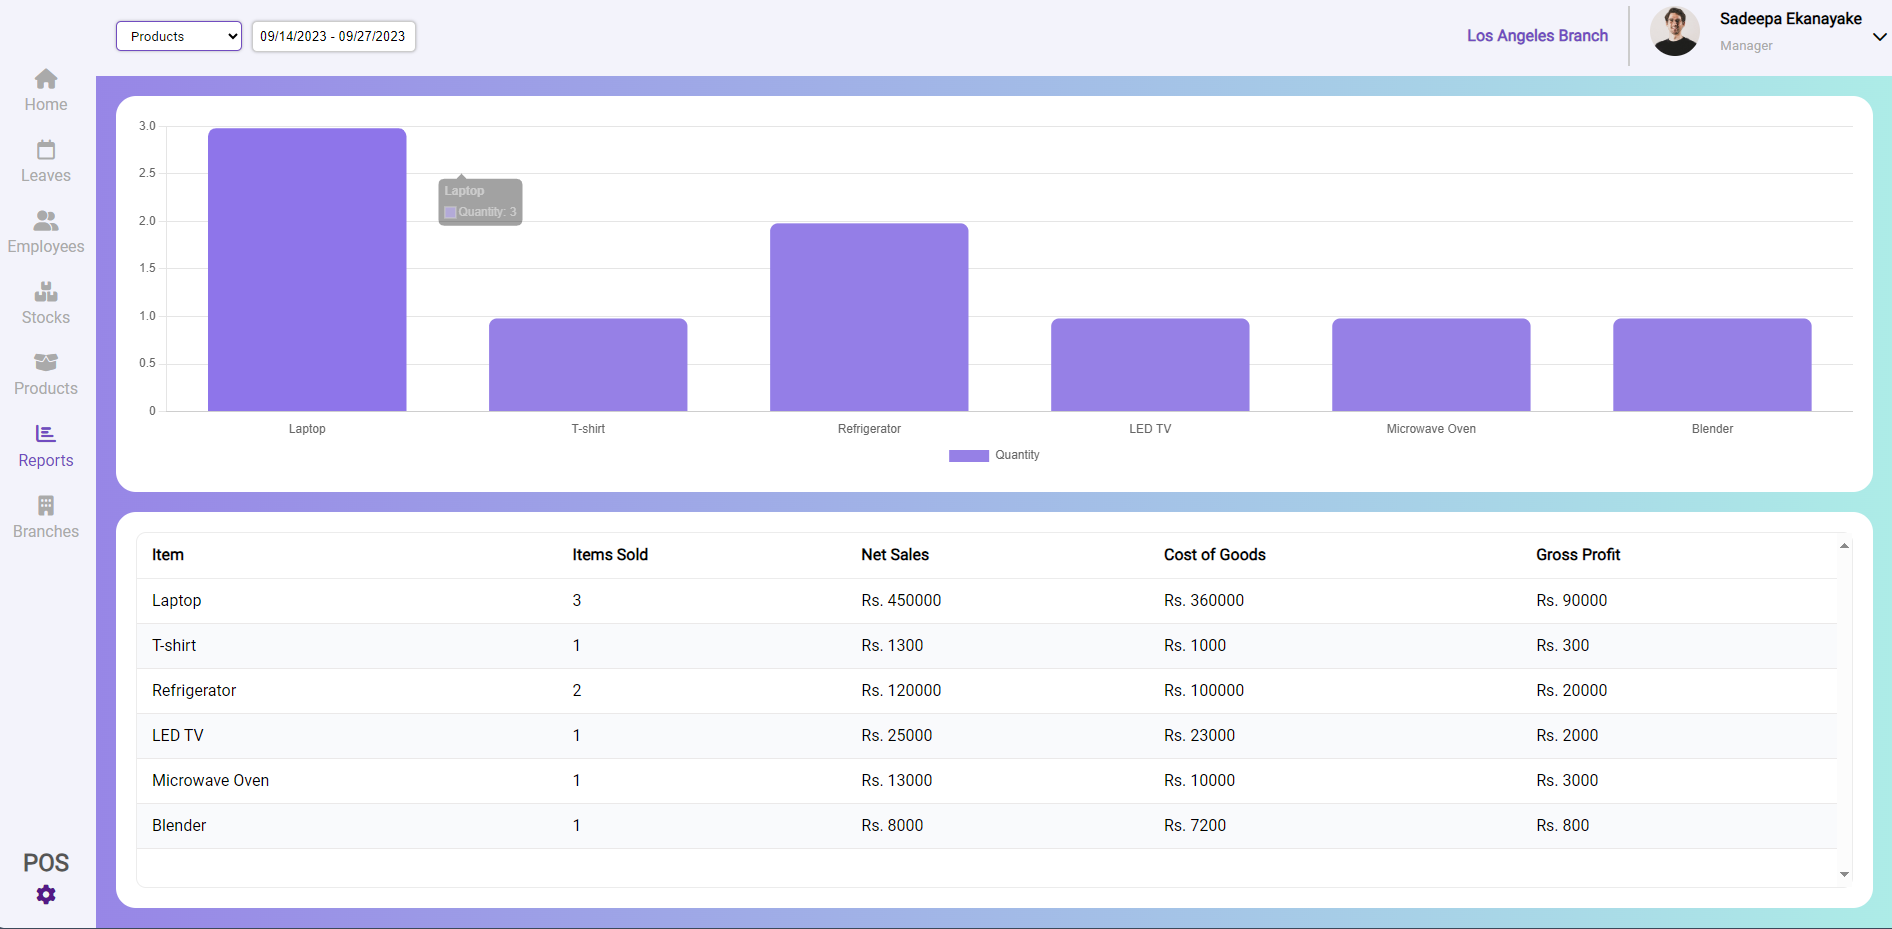 Products
09/14/2023 - 09/27/2023
Los Angeles Branch
Sadeepa Ekanayake
Manager
Home
Leaves
Employees
Stocks
Products
Reports
Branches
POS
3.0
2.5
2.0
1.5
1.0
0.5
0
Laptop
Quantity: 3
Laptop T-shirt Refrigerator LED TV Microwave Oven Blender
Quantity
Item Items Sold Net Sales Cost of Goods Gross Profit
Laptop 3 Rs. 450000 Rs. 360000 Rs. 90000
T-shirt 1 Rs. 1300 Rs. 1000 Rs. 300
Refrigerator 2 Rs. 120000 Rs. 100000 Rs. 20000
LED TV 1 Rs. 25000 Rs. 23000 Rs. 2000
Microwave Oven 1 Rs. 13000 Rs. 10000 Rs. 3000
Blender 1 Rs. 8000 Rs. 7200 Rs. 800